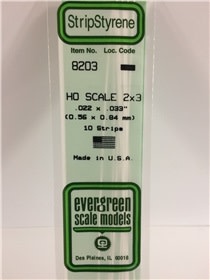 StripStyrene
Item No. Loc. Code
8203
HO SCALE 2x3
.022 x .033"
(0.56 x 0.84 mm)
10 Strips
Made in U.S.A.
evergreen
scale models
Des Plaines, IL 60018